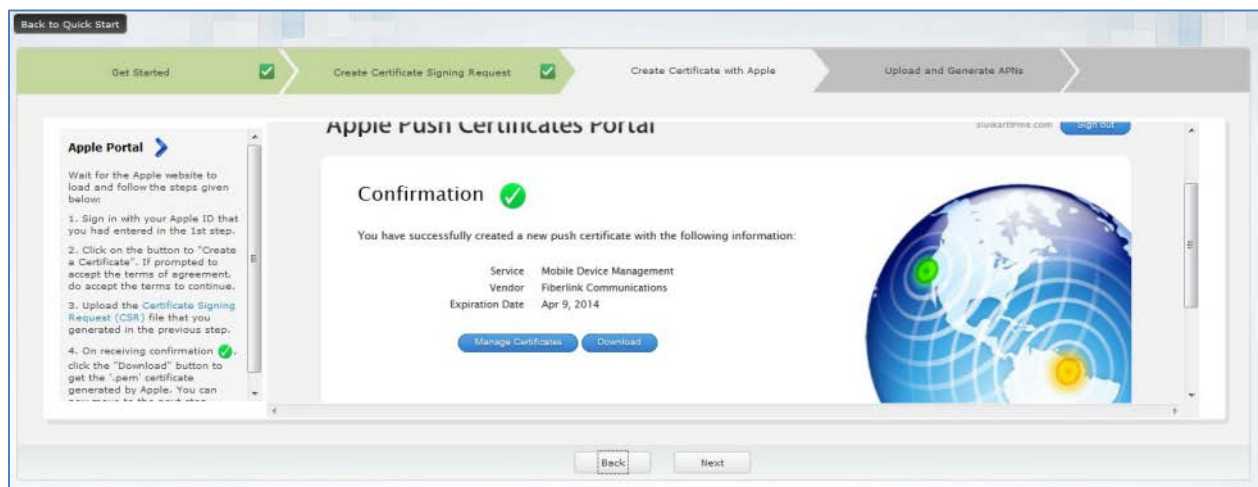 Back to Quick Start
Get Started
Create Certificate Signing Request
Create Certificate with Apple
Upload and Generate APNs
Apple Portal
Wait for the Apple website to
load and follow the steps given
below:
1. Sign in with your Apple ID that
you had entered in the 1st step.
2. Click on the button to "Create
a Certificate". If prompted to
accept the terms of agreement,
do accept the terms to continue.
3. Upload the Certificate Signing
Request (CSR) file that you
generated in the previous step.
4. On receiving confirmation ,
click the "Download" button to
get the '.pem' certificate
generated by Apple. You can
now move to the next step
Apple Push Certificates Portal
Sign out
Confirmation
You have successfully created a new push certificate with the following information:
Service Mobile Device Management
Vendor Fiberlink Communications
Expiration Date Apr 9, 2014
Manage Certificates
Download
Back
Next